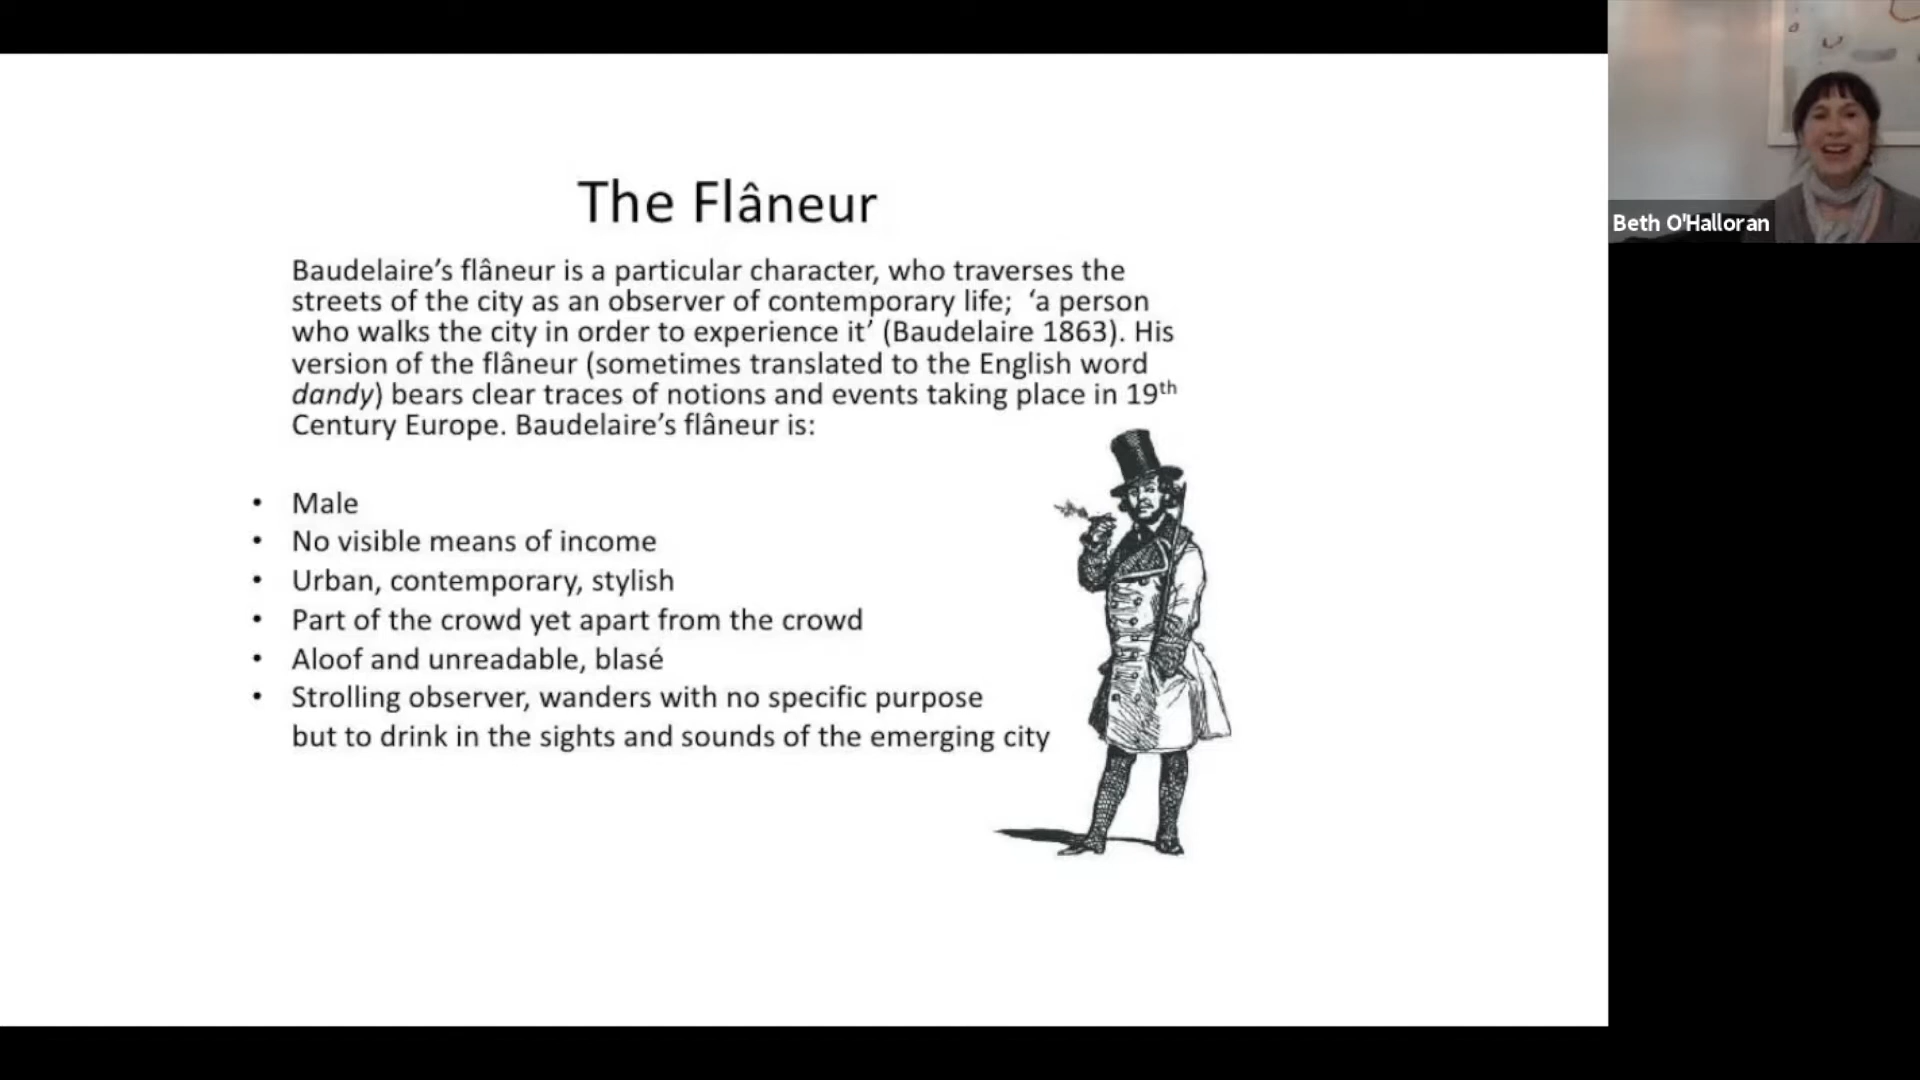 The Flâneur
Baudelaire’s flâneur is a particular character, who traverses the
streets of the city as an observer of contemporary life;  ‘a person
who walks the city in order to experience it’ (Baudelaire 1863). His
version of the flâneur (sometimes translated to the English word
dandy) bears clear traces of notions and events taking place in 19th
Century Europe. Baudelaire’s flâneur is:
• Male
• No visible means of income
• Urban, contemporary, stylish
• Part of the crowd yet apart from the crowd
• Aloof and unreadable, blasé
• Strolling observer, wanders with no specific purpose
but to drink in the sights and sounds of the emerging city
Beth O'Halloran